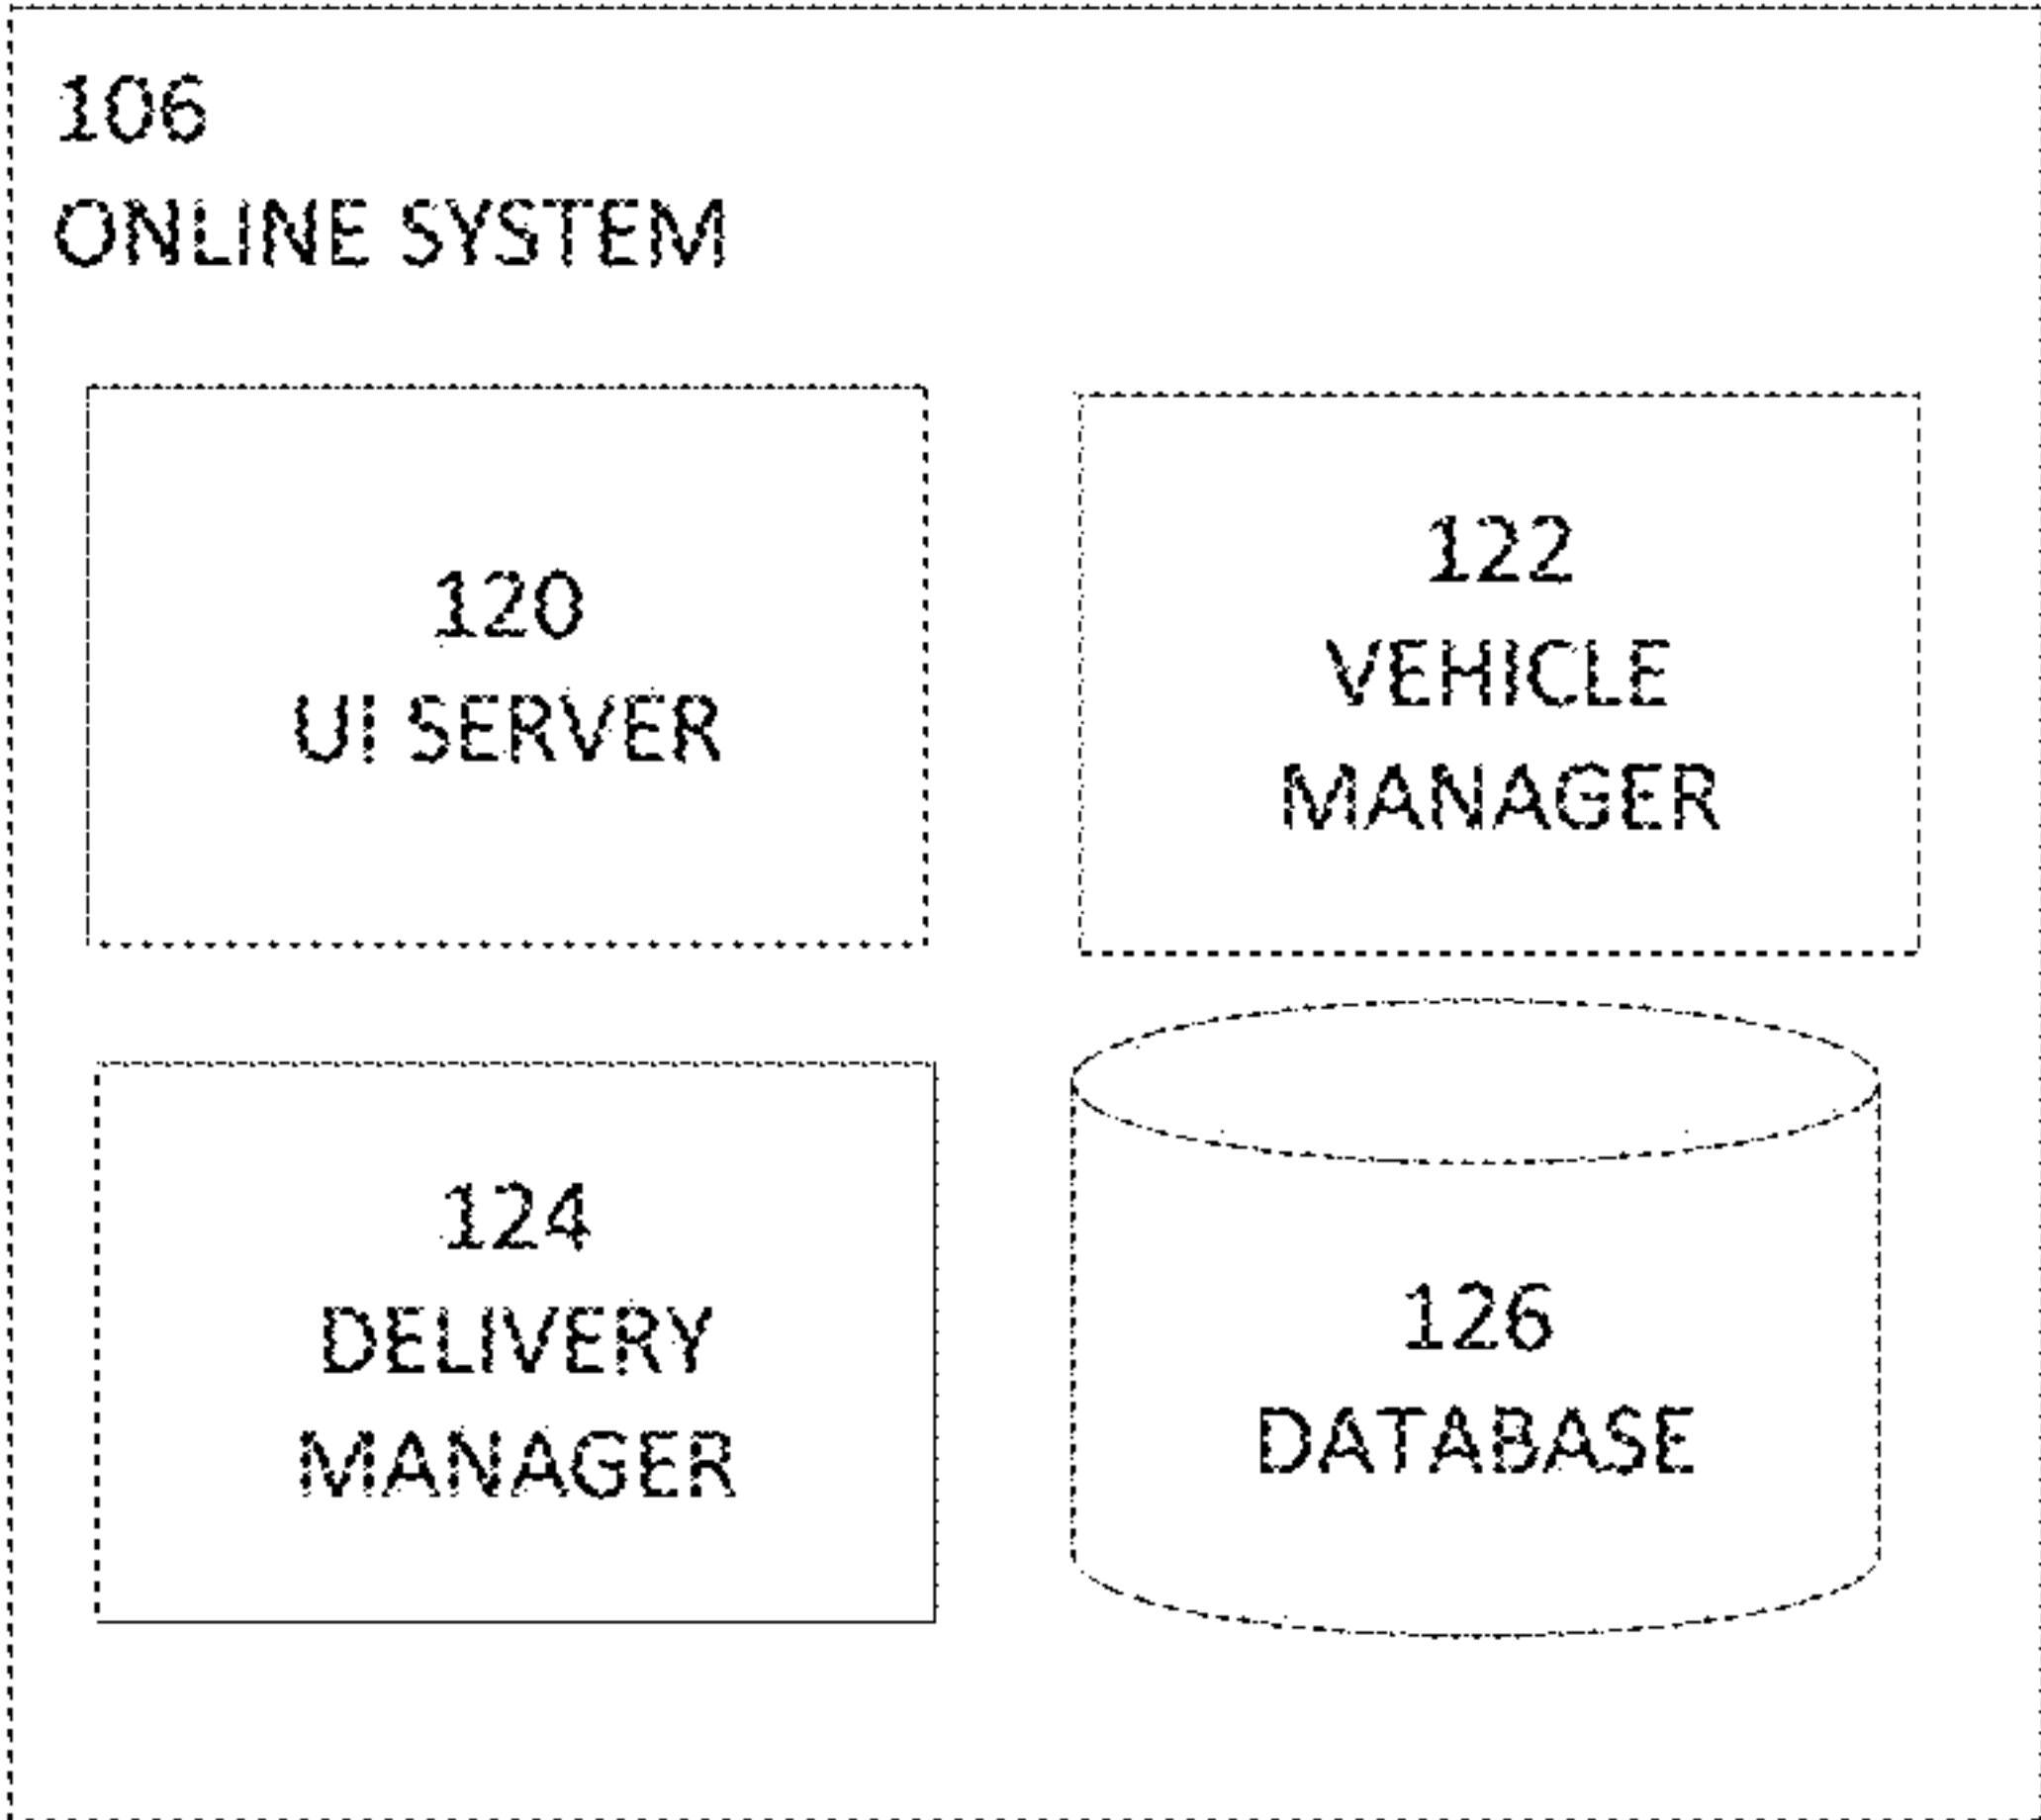 106
ONLINE SYSTEM
120
UI SERVER
122
VEHICLE
MANAGER
124
DELIVERY
MANAGER
126
DATABASE